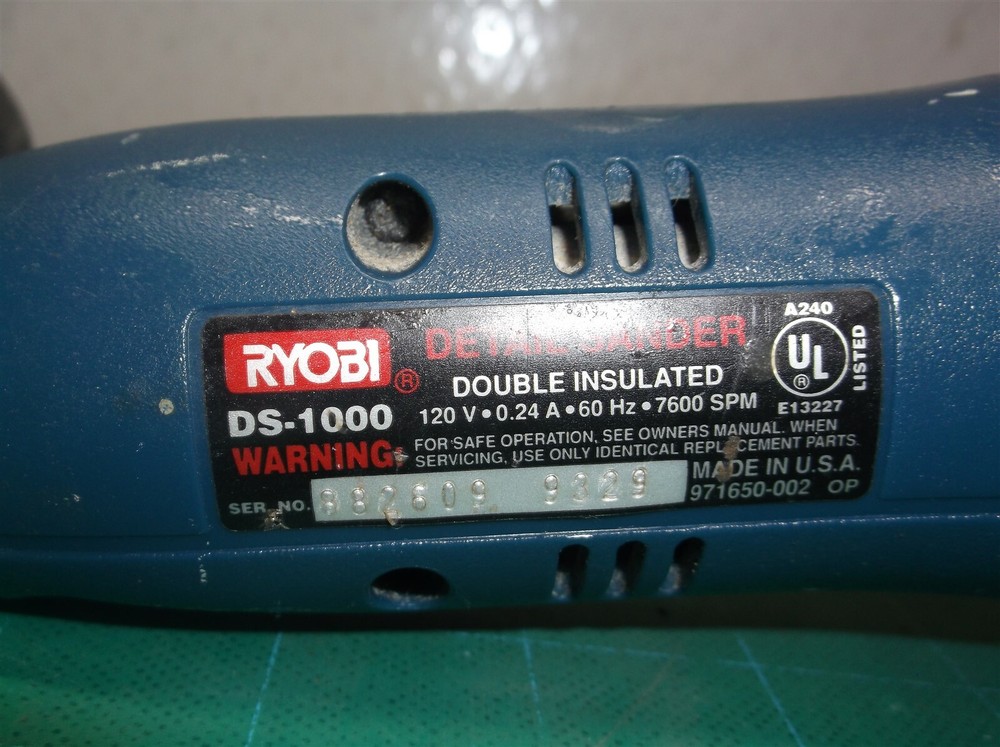 RYOBI ®
DETAIL SANDER
A240
UL ®
LISTED
E13227
DS-1000
DOUBLE INSULATED
120 V • 0.24 A • 60 Hz • 7600 SPM
WARNING: FOR SAFE OPERATION, SEE OWNERS MANUAL. WHEN
SERVICING, USE ONLY IDENTICAL REPLACEMENT PARTS.
SER. NO. 9329
MADE IN U.S.A.
971650-002 OP